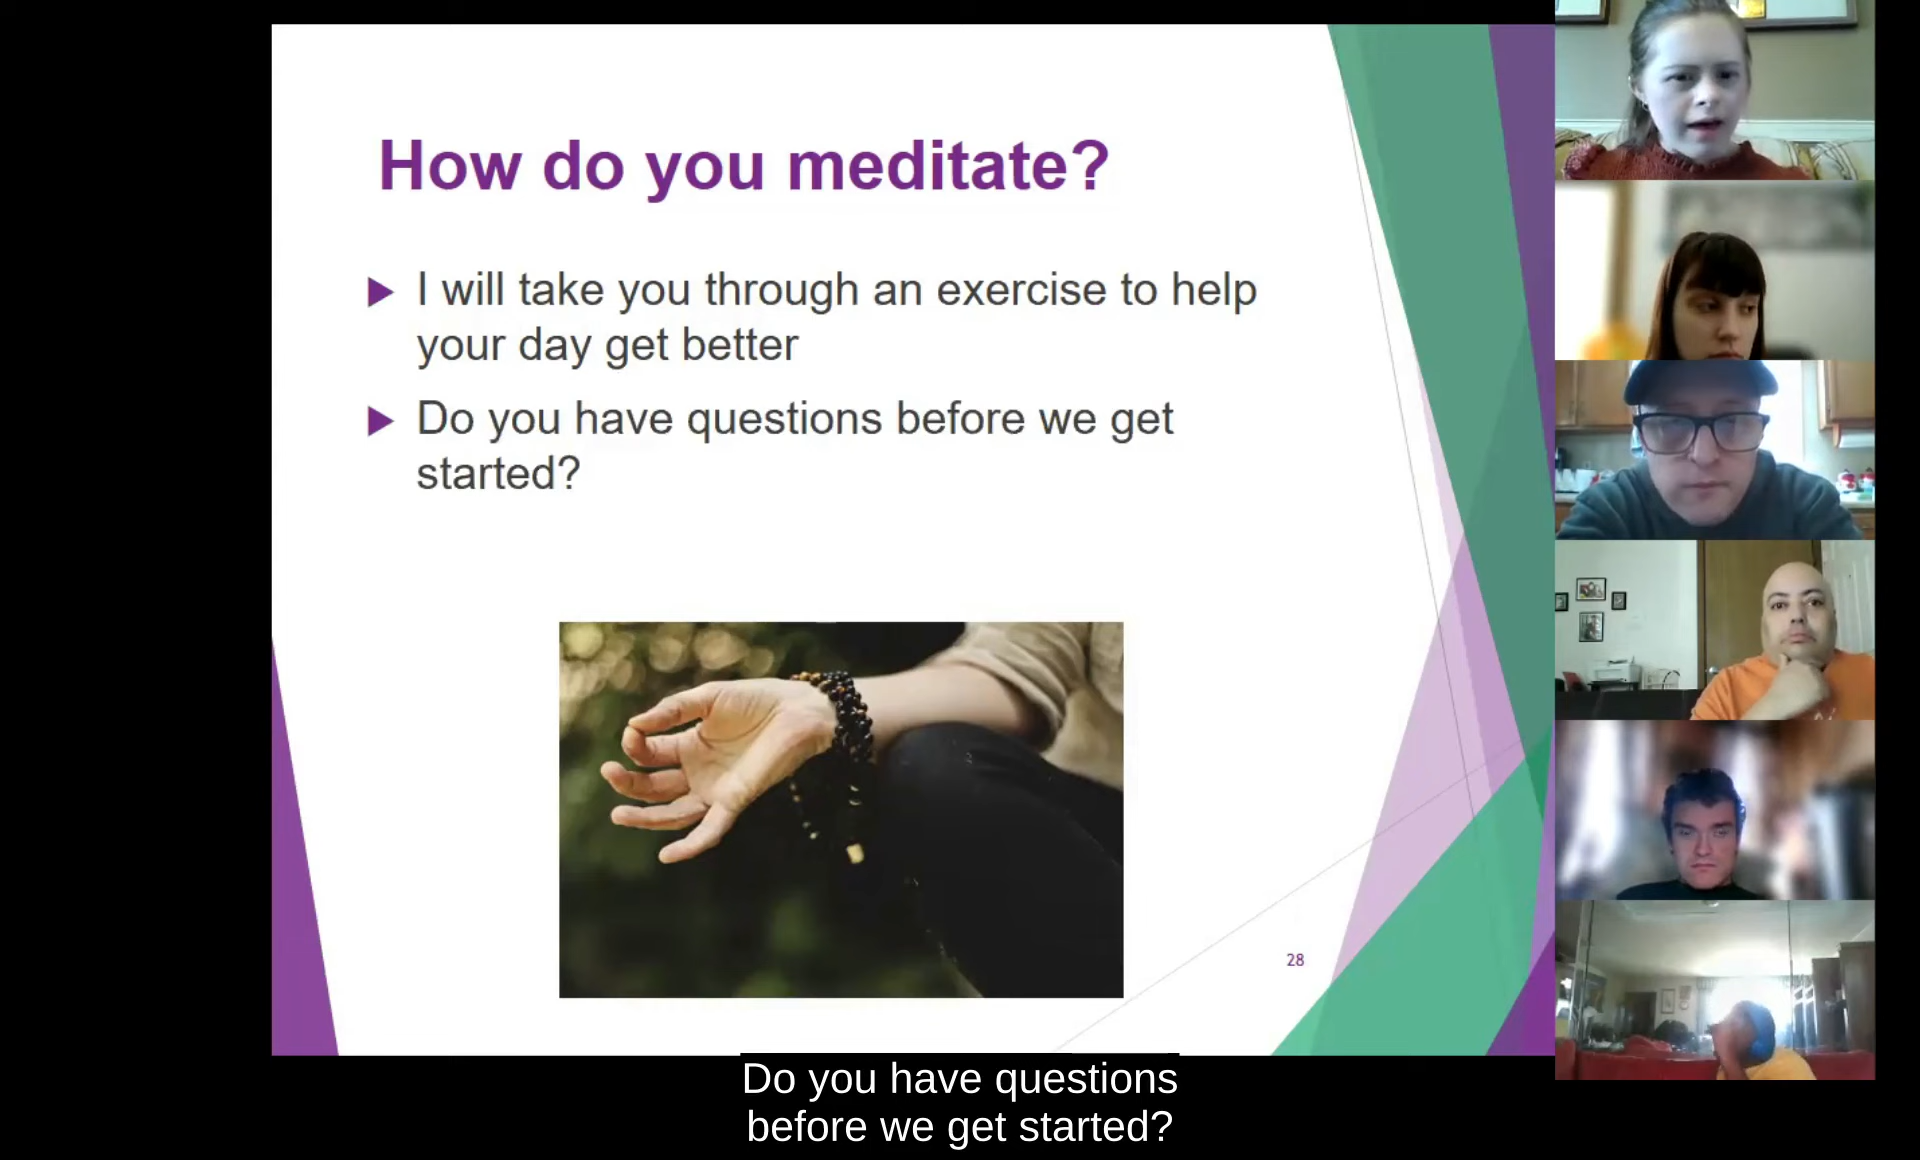 How do you meditate?
I will take you through an exercise to help
your day get better
Do you have questions before we get
started?
28
Do you have questions
before we get started?